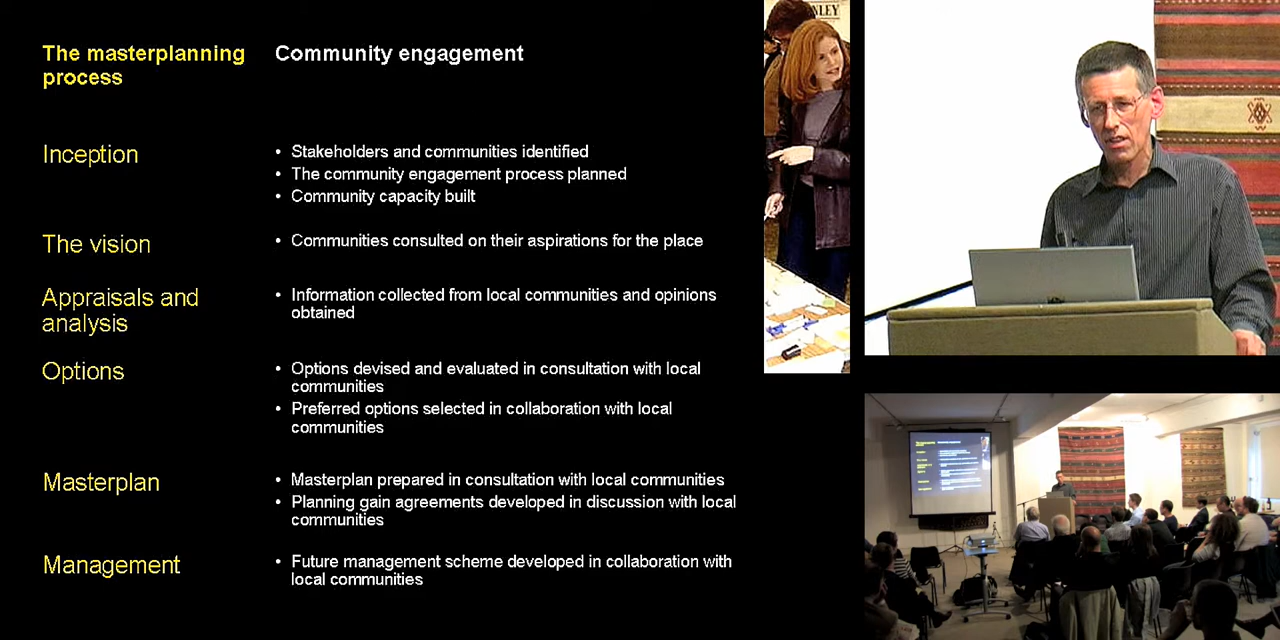 The masterplanning
process
Community engagement
Inception
• Stakeholders and communities identified
• The community engagement process planned
• Community capacity built
The vision
• Communities consulted on their aspirations for the place
Appraisals and
analysis
• Information collected from local communities and opinions
obtained
Options
• Options devised and evaluated in consultation with local
communities
• Preferred options selected in collaboration with local
communities
Masterplan
• Masterplan prepared in consultation with local communities
• Planning gain agreements developed in discussion with local
communities
Management
• Future management scheme developed in collaboration with
local communities